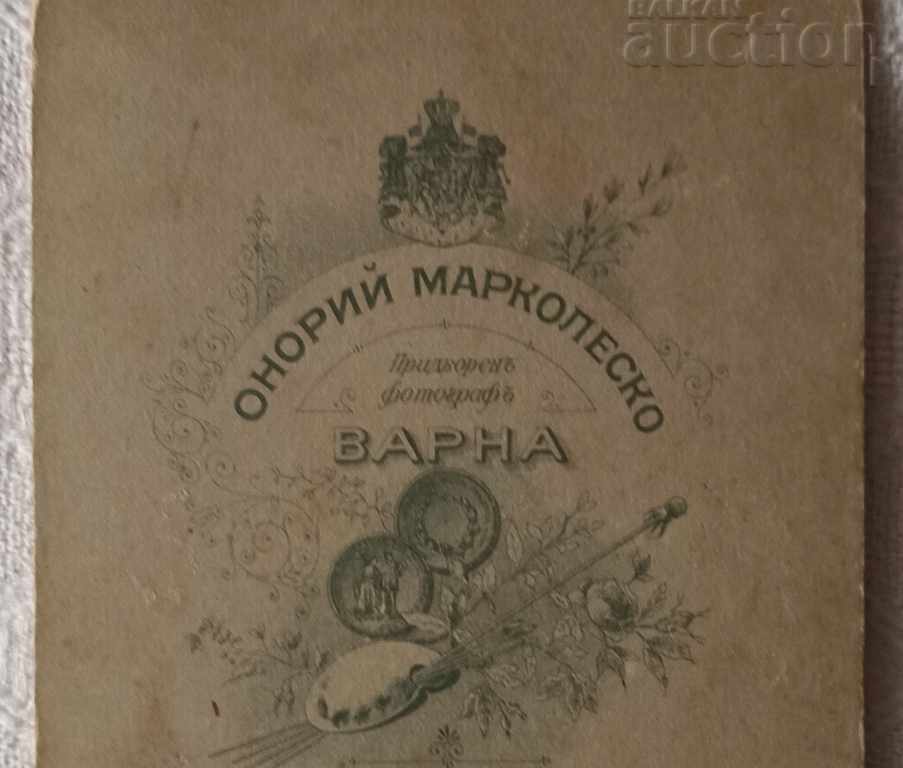 BALKAN
auction
ОНОРИЙ МАРКОЛЕСКО
Придворенъ
фотографъ
ВАРНА